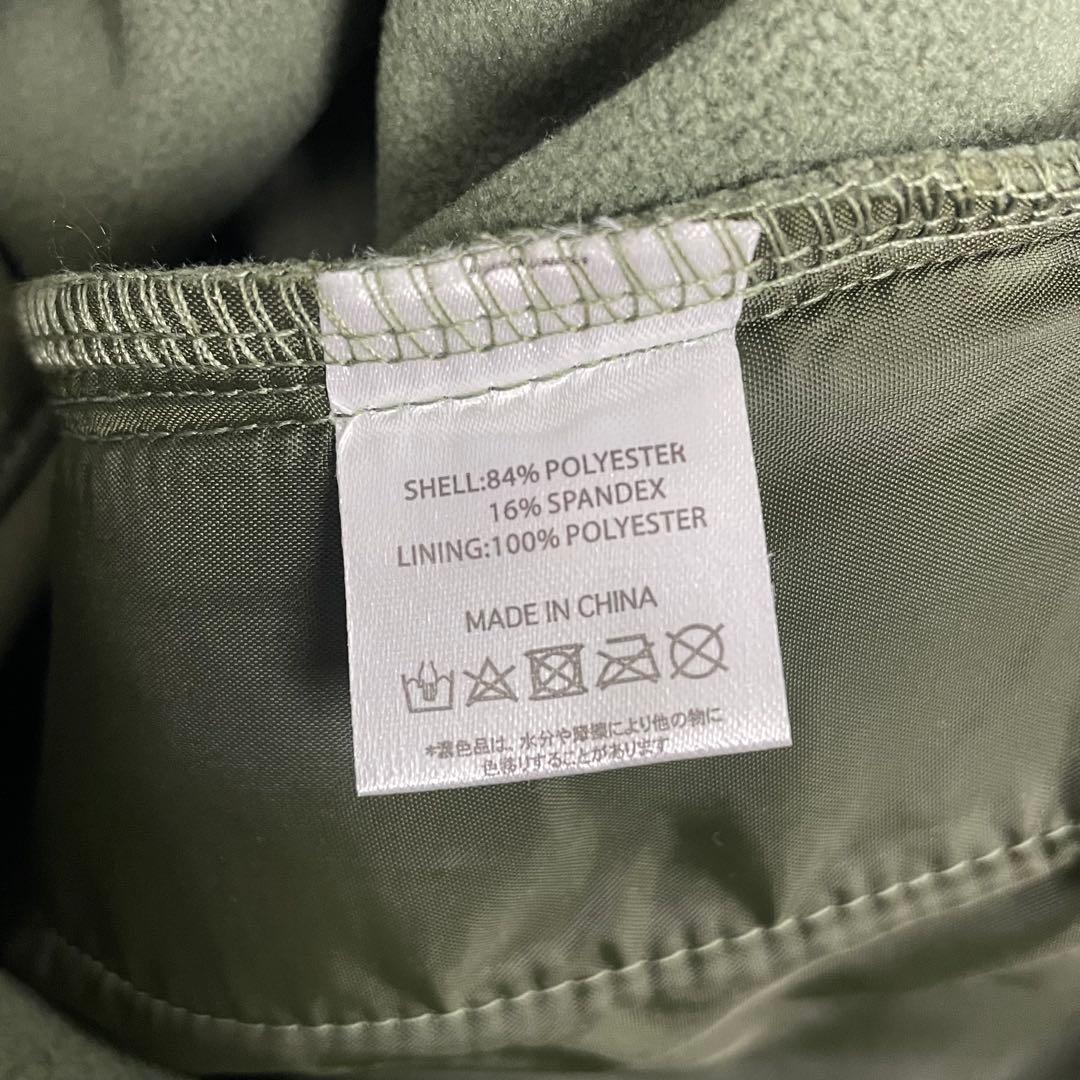 SHELL:84% POLYESTER
16% SPANDEX
LINING:100% POLYESTER
MADE IN CHINA
*濃色品は、水分や摩擦により他の物に
色移りすることがあります